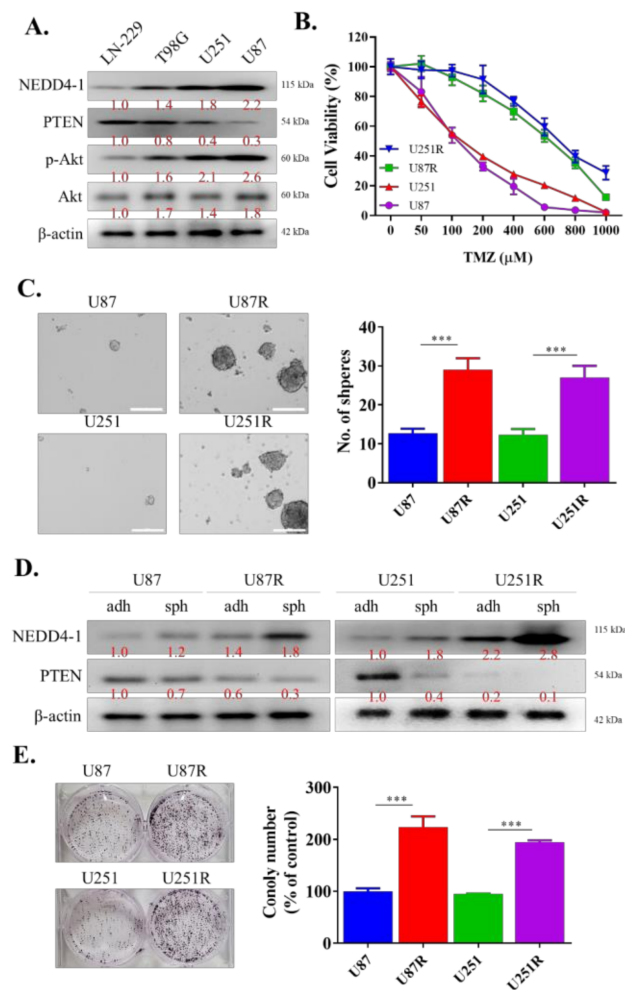 A.
LN-229 T98G U251 U87
NEDD4-1 115 kDa
1.0 1.4 1.8 2.2
PTEN 54 kDa
1.0 0.8 0.4 0.3
p-Akt 60 kDa
1.0 1.6 2.1 2.6
Akt 60 kDa
1.0 1.7 1.4 1.8
β-actin 42 kDa
B.
Cell Viability (%)
120
100
80
60
40
20
0
U251R
U87R
U251
U87
0 50 100 200 400 600 800 1000
TMZ (μM)
C.
U87 U87R
U251 U251R
No. of shperes
40
30
20
10
0
*** ***
U87 U87R U251 U251R
D.
U87 U87R U251 U251R
adh sph adh sph adh sph adh sph
NEDD4-1 115 kDa
1.0 1.2 1.4 1.8 1.0 1.8 2.2 2.8
PTEN 54 kDa
1.0 0.7 0.6 0.3 1.0 0.4 0.2 0.1
β-actin 42 kDa
E.
U87 U87R
U251 U251R
Conoly number
(% of control)
300
200
100
0
*** ***
U87 U87R U251 U251R